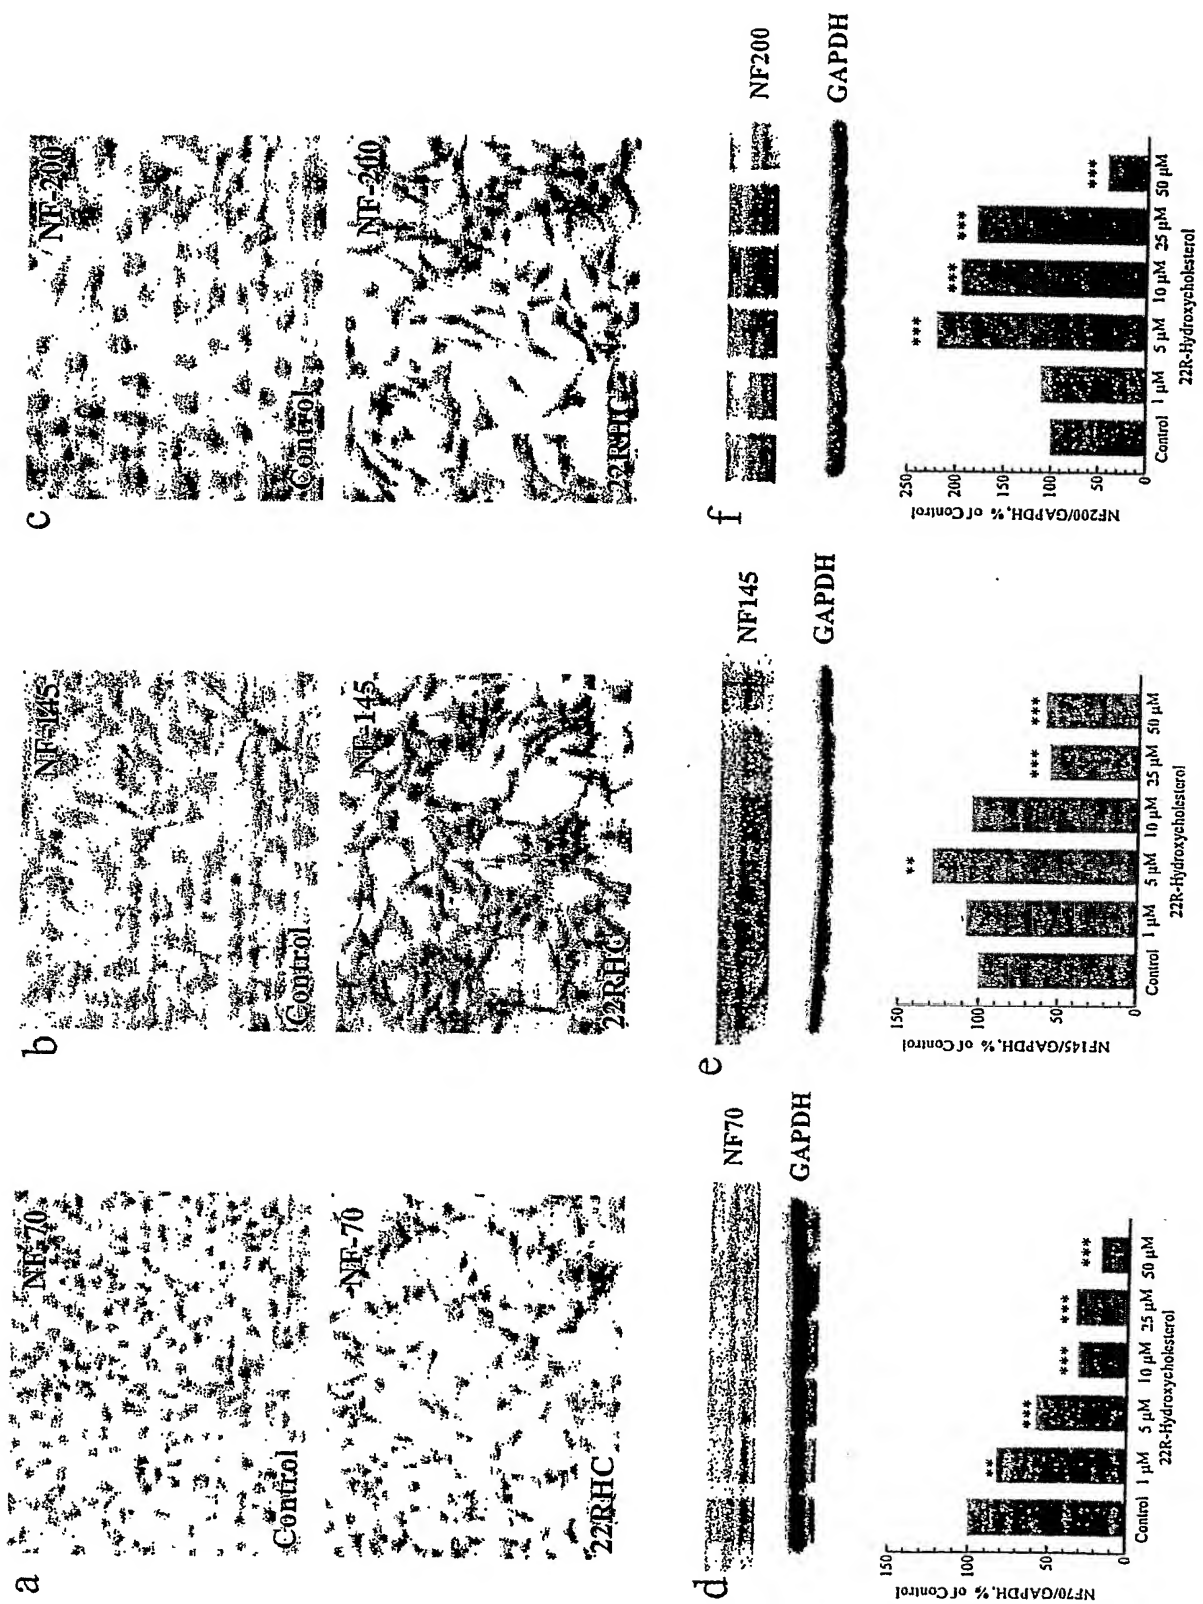 a
NF-70
Control
NF-70
22RHC
b
NF-145
Control
NF-145
22RHC
c
NF-200
Control
NF-200
22RHC
d
NF70
GAPDH
NF70/GAPDH, % of Control
150
100
50
0
**
***
***
***
***
Control 1 µM 5 µM 10 µM 25 µM 50 µM
22R-Hydroxycholesterol
e
NF145
GAPDH
NF145/GAPDH, % of Control
150
100
50
0
**
***
***
Control 1 µM 5 µM 10 µM 25 µM 50 µM
22R-Hydroxycholesterol
f
NF200
GAPDH
NF200/GAPDH, % of Control
250
200
150
100
50
0
***
***
***
***
Control 1 µM 5 µM 10 µM 25 µM 50 µM
22R-Hydroxycholesterol